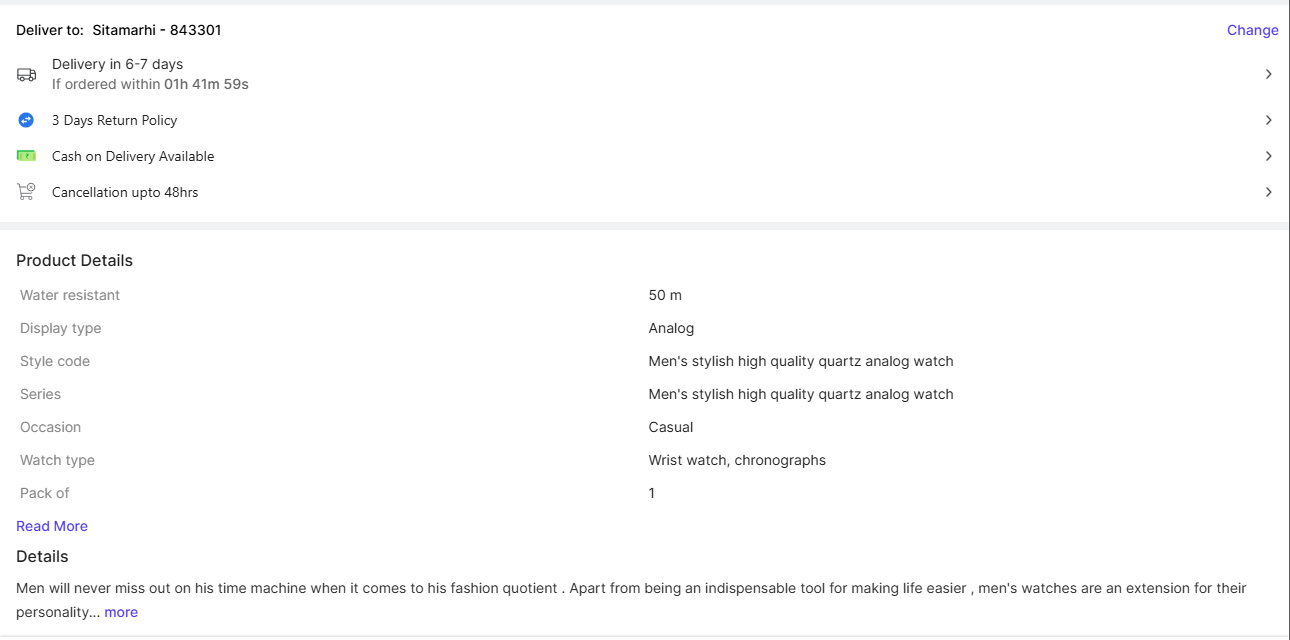 Deliver to: Sitamarhi - 843301 Change
Delivery in 6-7 days
If ordered within 01h 41m 59s
3 Days Return Policy
Cash on Delivery Available
Cancellation upto 48hrs
Product Details
Water resistant 50 m
Display type Analog
Style code Men's stylish high quality quartz analog watch
Series Men's stylish high quality quartz analog watch
Occasion Casual
Watch type Wrist watch, chronographs
Pack of 1
Read More
Details
Men will never miss out on his time machine when it comes to his fashion quotient . Apart from being an indispensable tool for making life easier , men's watches are an extension for their
personality... more